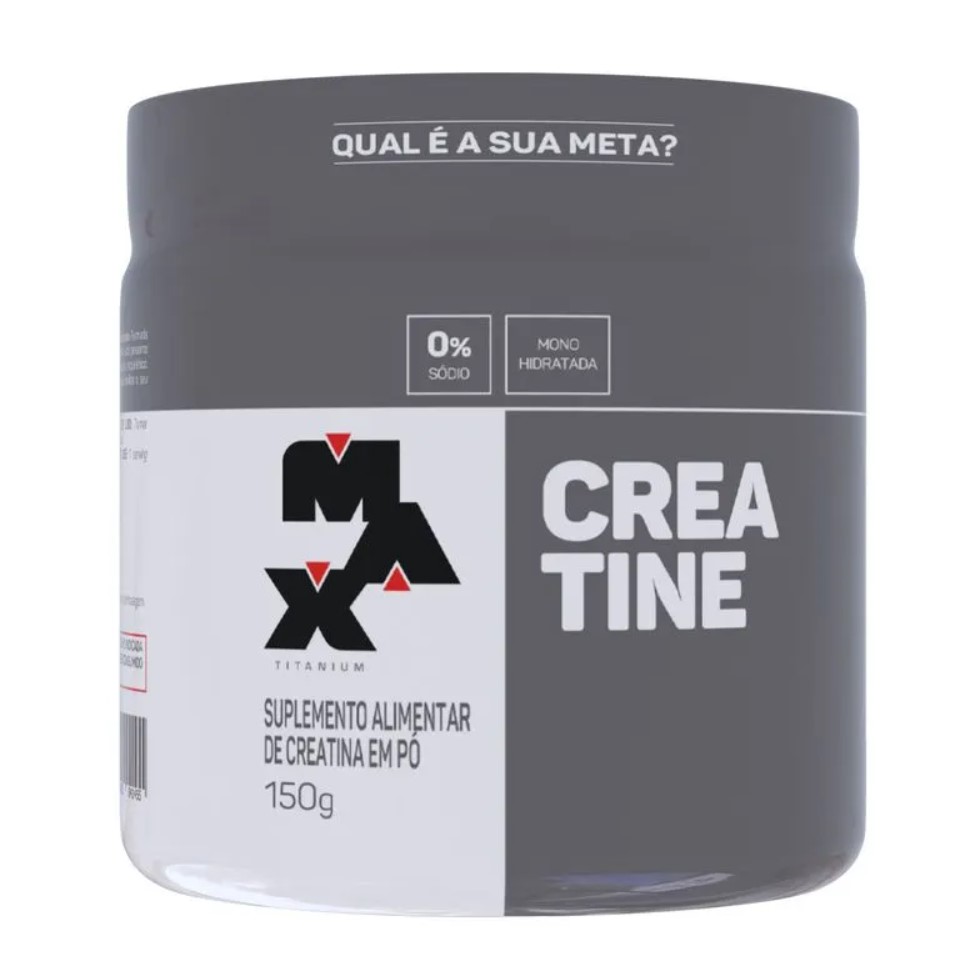 QUAL É A SUA META?
0%
SÓDIO
MONO
HIDRATADA
MAX
TITANIUM
CREA
TINE
SUPLEMENTO ALIMENTAR
DE CREATINA EM PÓ
150g